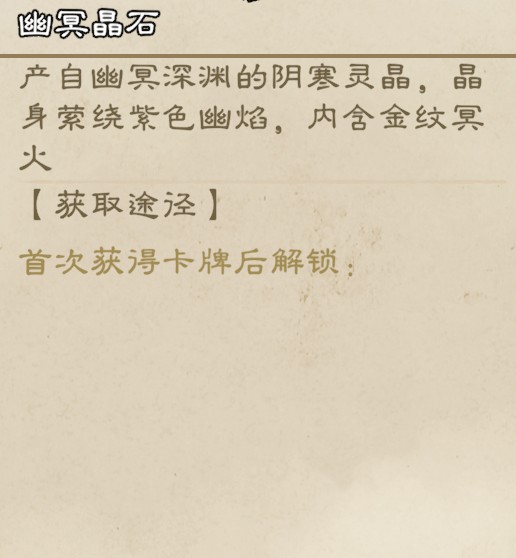 幽冥晶石
产自幽冥深渊的阴寒灵晶，晶
身萦绕紫色幽焰，内含金纹冥
火
【获取途径】
首次获得卡牌后解锁：